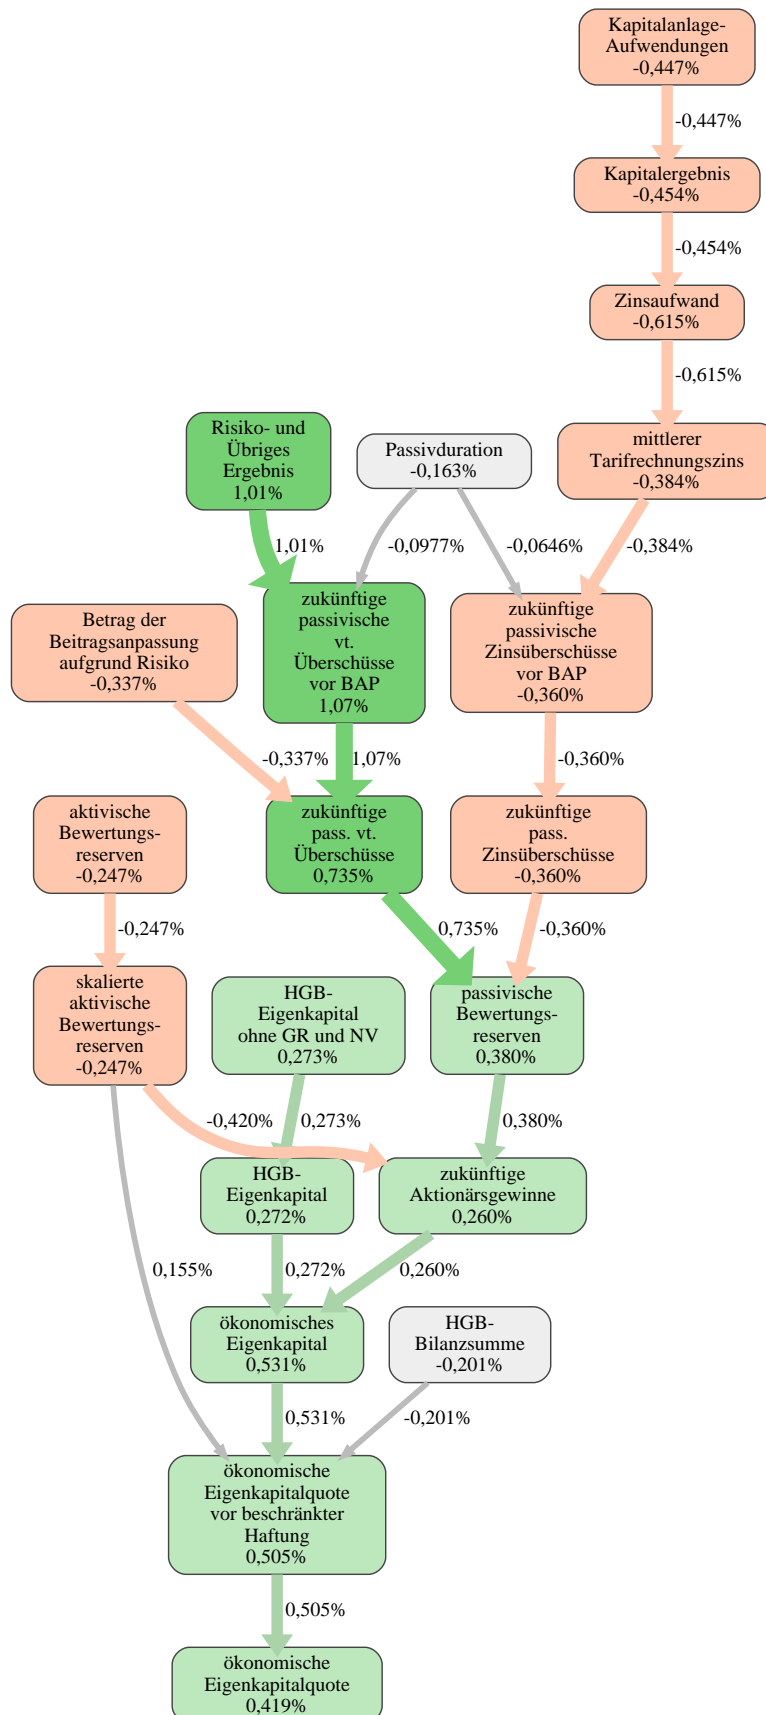 Kapitalanlage-
Aufwendungen
-0,447%
-0,447%
Kapitalergebnis
-0,454%
-0,454%
Zinsaufwand
-0,615%
-0,615%
Risiko- und
Übriges
Ergebnis
1,01%
Passivduration
-0,163%
mittlerer
Tarifrechnungszins
-0,384%
1,01%
-0,0977%
-0,0646%
-0,384%
Betrag der
Beitragsanpassung
aufgrund Risiko
-0,337%
zukünftige
passivische
vt.
Überschüsse
vor BAP
1,07%
zukünftige
passivische
Zinsüberschüsse
vor BAP
-0,360%
-0,337%
1,07%
-0,360%
aktivische
Bewertungs-
reserven
-0,247%
zukünftige
pass. vt.
Überschüsse
0,735%
zukünftige
pass.
Zinsüberschüsse
-0,360%
-0,247%
0,735%
-0,360%
skalierte
aktivische
Bewertungs-
reserven
-0,247%
HGB-
Eigenkapital
ohne GR und NV
0,273%
passivische
Bewertungs-
reserven
0,380%
-0,420%
0,273%
0,380%
HGB-
Eigenkapital
0,272%
zukünftige
Aktionärsgewinne
0,260%
0,155%
0,272%
0,260%
ökonomisches
Eigenkapital
0,531%
HGB-
Bilanzsumme
-0,201%
0,531%
-0,201%
ökonomische
Eigenkapitalquote
vor beschränkter
Haftung
0,505%
0,505%
ökonomische
Eigenkapitalquote
0,419%